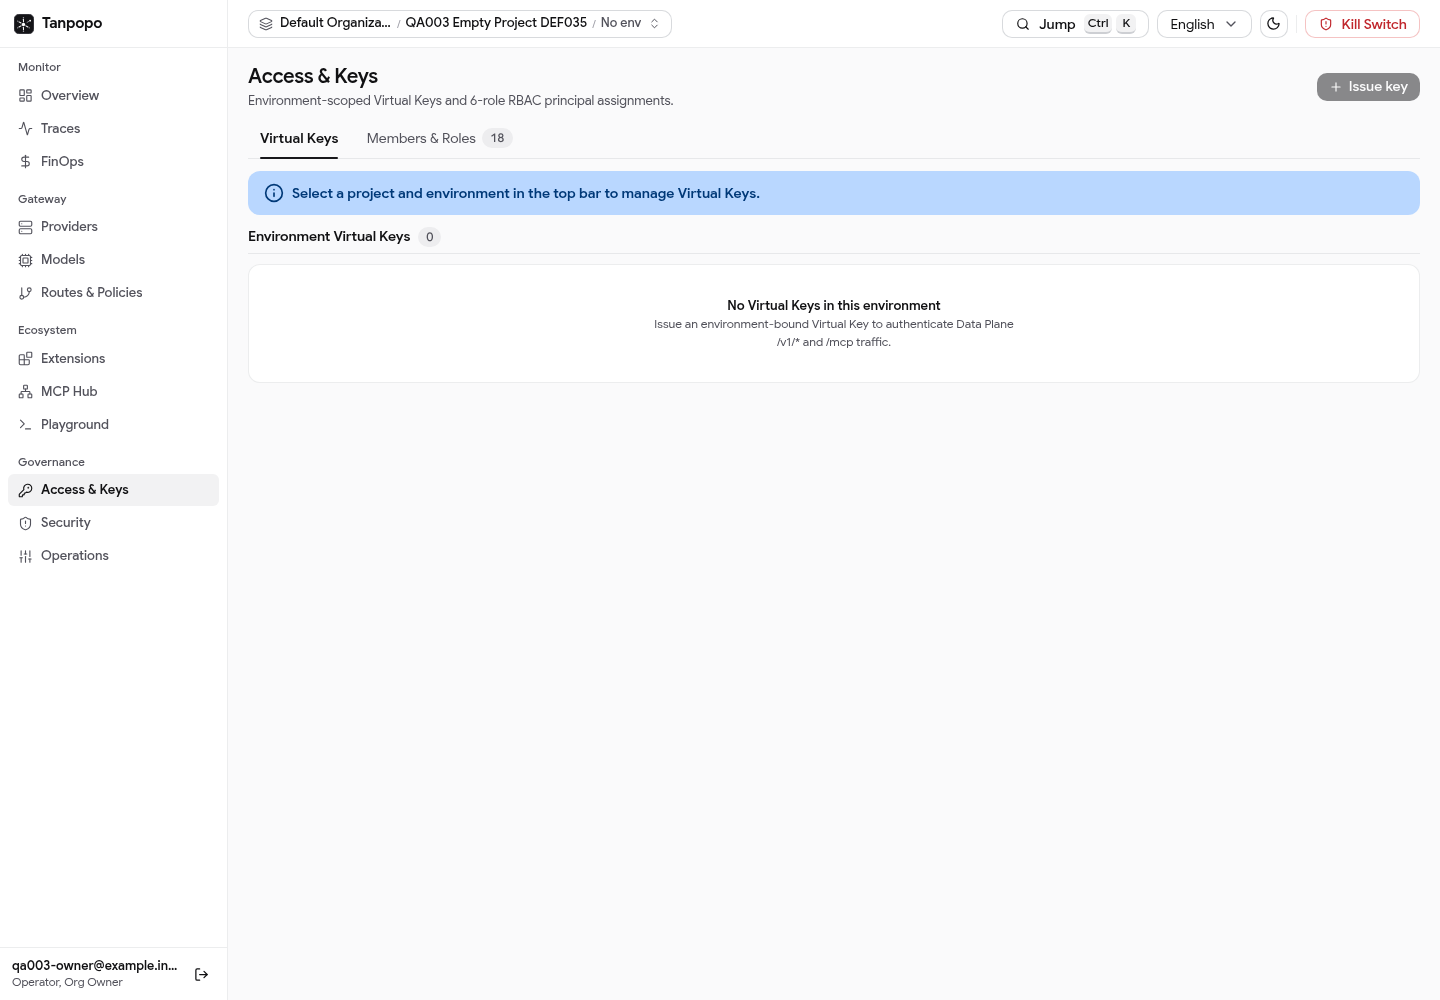 Tanpopo
Default Organiza... / QA003 Empty Project DEF035 / No env
Jump Ctrl K
English
Kill Switch
Monitor
Overview
Traces
FinOps
Gateway
Providers
Models
Routes & Policies
Ecosystem
Extensions
MCP Hub
Playground
Governance
Access & Keys
Security
Operations
qa003-owner@example.in...
Operator, Org Owner
Access & Keys
Environment-scoped Virtual Keys and 6-role RBAC principal assignments.
Issue key
Virtual Keys
Members & Roles 18
Select a project and environment in the top bar to manage Virtual Keys.
Environment Virtual Keys 0
No Virtual Keys in this environment
Issue an environment-bound Virtual Key to authenticate Data Plane
/v1/* and /mcp traffic.